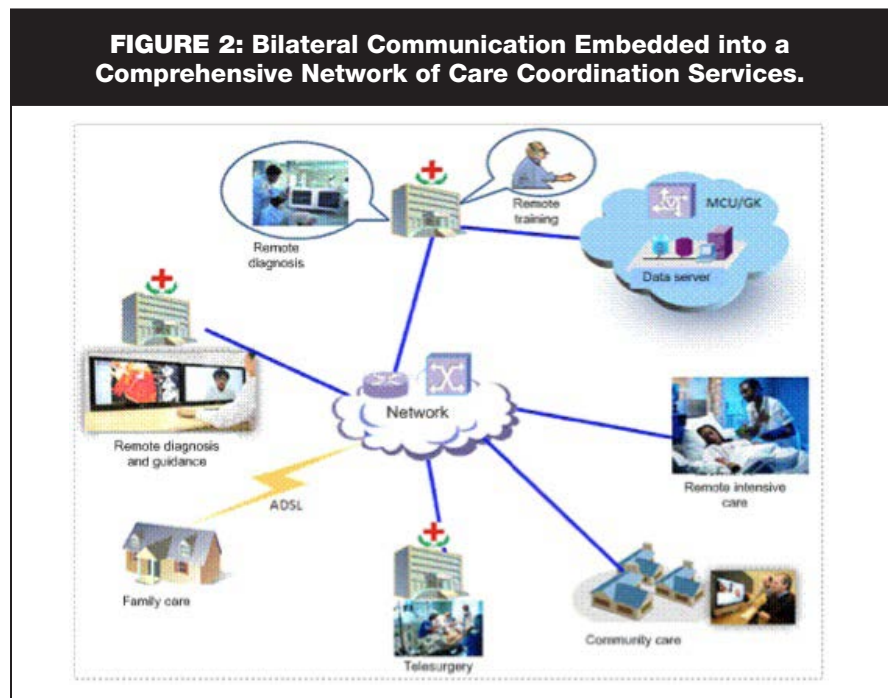 FIGURE 2: Bilateral Communication Embedded into a
Comprehensive Network of Care Coordination Services.
Remote
diagnosis
Remote
training
MCU/GK
Data server
Network
Remote diagnosis
and guidance
ADSL
Remote intensive
care
Family care
Telesurgery
Community care